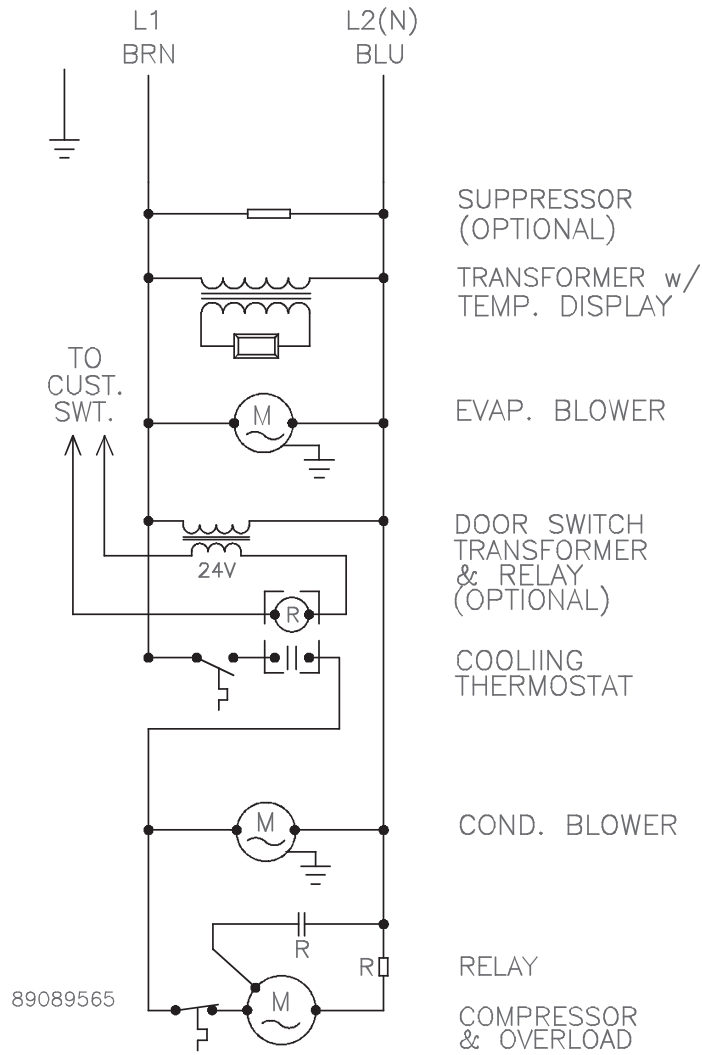 L1
L2(N)
BRN
BLU
SUPPRESSOR
(OPTIONAL)
TRANSFORMER w/
TEMP. DISPLAY
TO
CUST.
SWT.
M
EVAP. BLOWER
24V
DOOR SWITCH
TRANSFORMER
& RELAY
(OPTIONAL)
R
COOLIING
THERMOSTAT
M
COND. BLOWER
R
R
RELAY
89089565
M
COMPRESSOR
& OVERLOAD